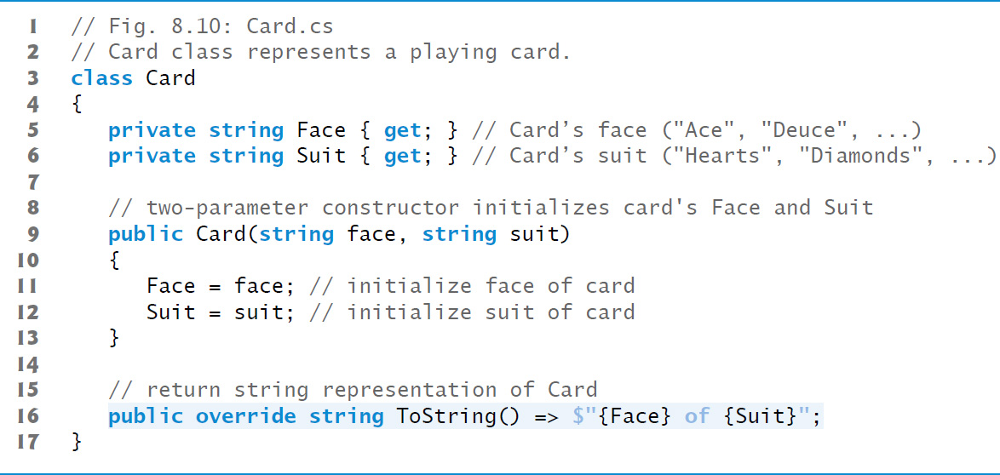 1 // Fig. 8.10: Card.cs
2 // Card class represents a playing card.
3 class Card
4 {
5 private string Face { get; } // Card’s face ("Ace", "Deuce", ...)
6 private string Suit { get; } // Card’s suit ("Hearts", "Diamonds", ...)
7
8 // two-parameter constructor initializes card's Face and Suit
9 public Card(string face, string suit)
10 {
11 Face = face; // initialize face of card
12 Suit = suit; // initialize suit of card
13 }
14
15 // return string representation of Card
16 public override string ToString() => $"{Face} of {Suit}";
17 }